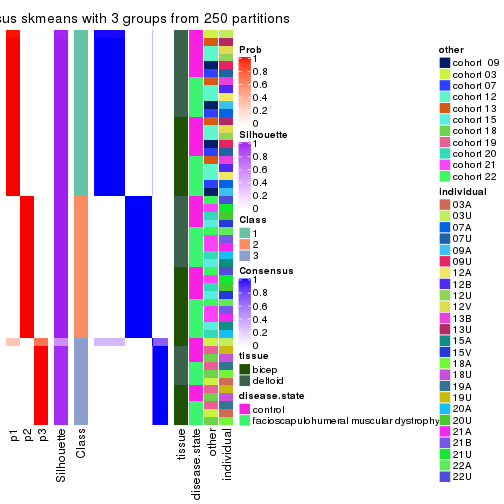 sus skmeans with 3 groups from 250 partitions
Prob
1
0.8
0.6
0.4
0.2
0
Silhouette
1
0.8
0.6
0.4
0.2
0
Class
1
2
3
Consensus
1
0.8
0.6
0.4
0.2
0
tissue
bicep
deltoid
disease.state
control
facioscapulohumeral muscular dystrophy
other
cohort 09
cohort 03
cohort 07
cohort 12
cohort 13
cohort 15
cohort 18
cohort 19
cohort 20
cohort 21
cohort 22
individual
03A
03U
07A
07U
09A
09U
12A
12B
12U
12V
13B
13U
15A
15V
18A
18U
19A
19U
20A
20U
21A
21B
21U
22A
22U
p1
p2
p3
Silhouette
Class
tissue
disease.state
other
individual